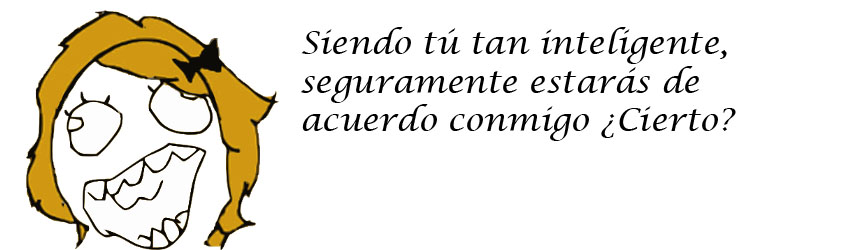 Siendo tú tan inteligente,
seguramente estarás de
acuerdo conmigo ¿Cierto?